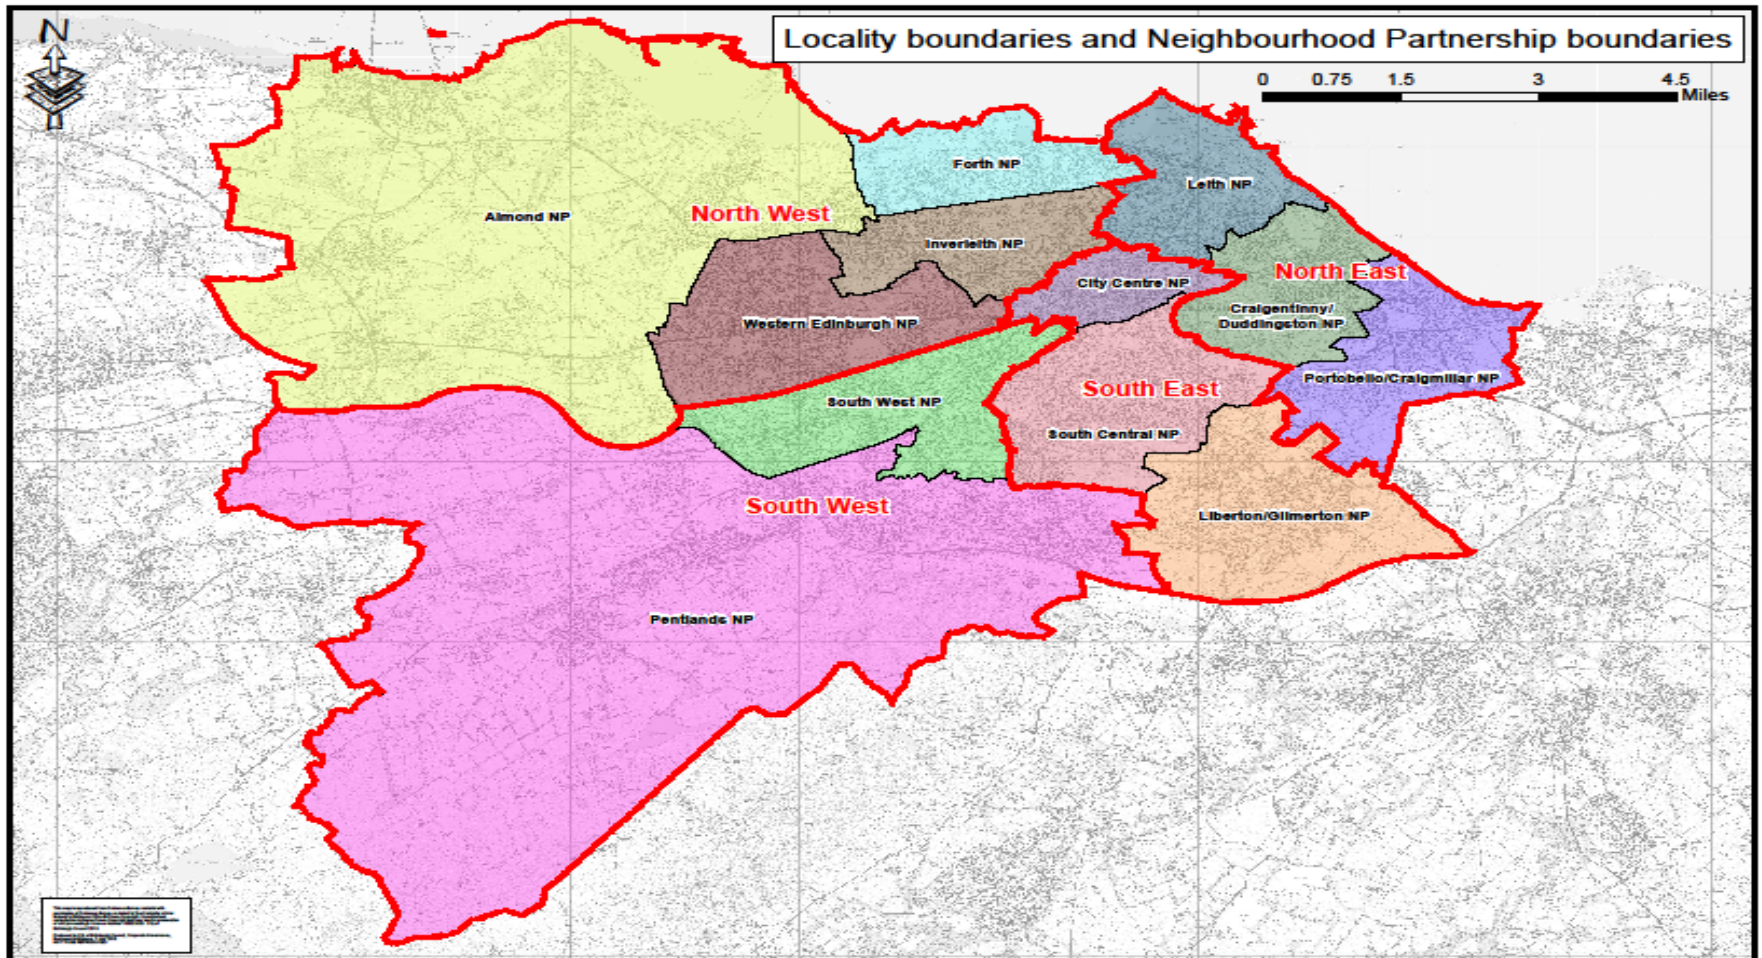 N
Locality boundaries and Neighbourhood Partnership boundaries
0 0.75 1.5 3 4.5
Miles
Forth NP
Leith NP
Almond NP
North West
Inverleith NP
North East
City Centre NP
Craigentinny/
Duddingston NP
Western Edinburgh NP
Portobello/Craigmillar NP
South East
South West NP
South Central NP
South West
Liberton/Gilmerton NP
Pentlands NP